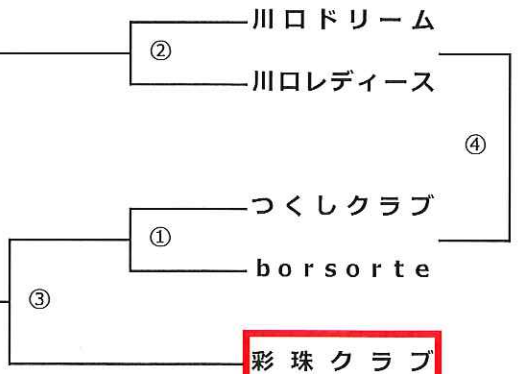 川口ドリーム
②
川口レディース
④
つくしクラブ
①
borsorte
③
彩珠クラブ